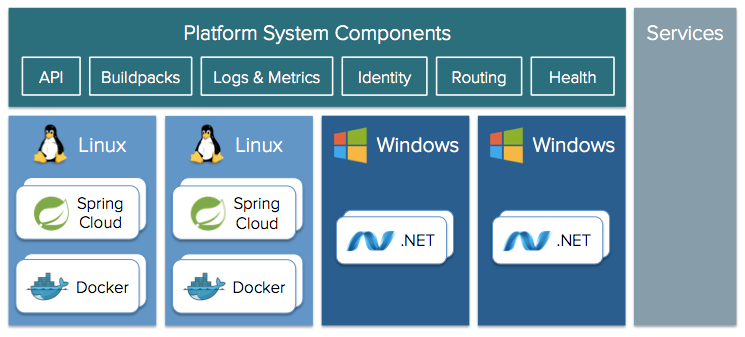 Platform System Components
Services
API
Buildpacks
Logs & Metrics
Identity
Routing
Health
Linux
Linux
Windows
Windows
Spring
Cloud
Spring
Cloud
.NET
.NET
Docker
Docker